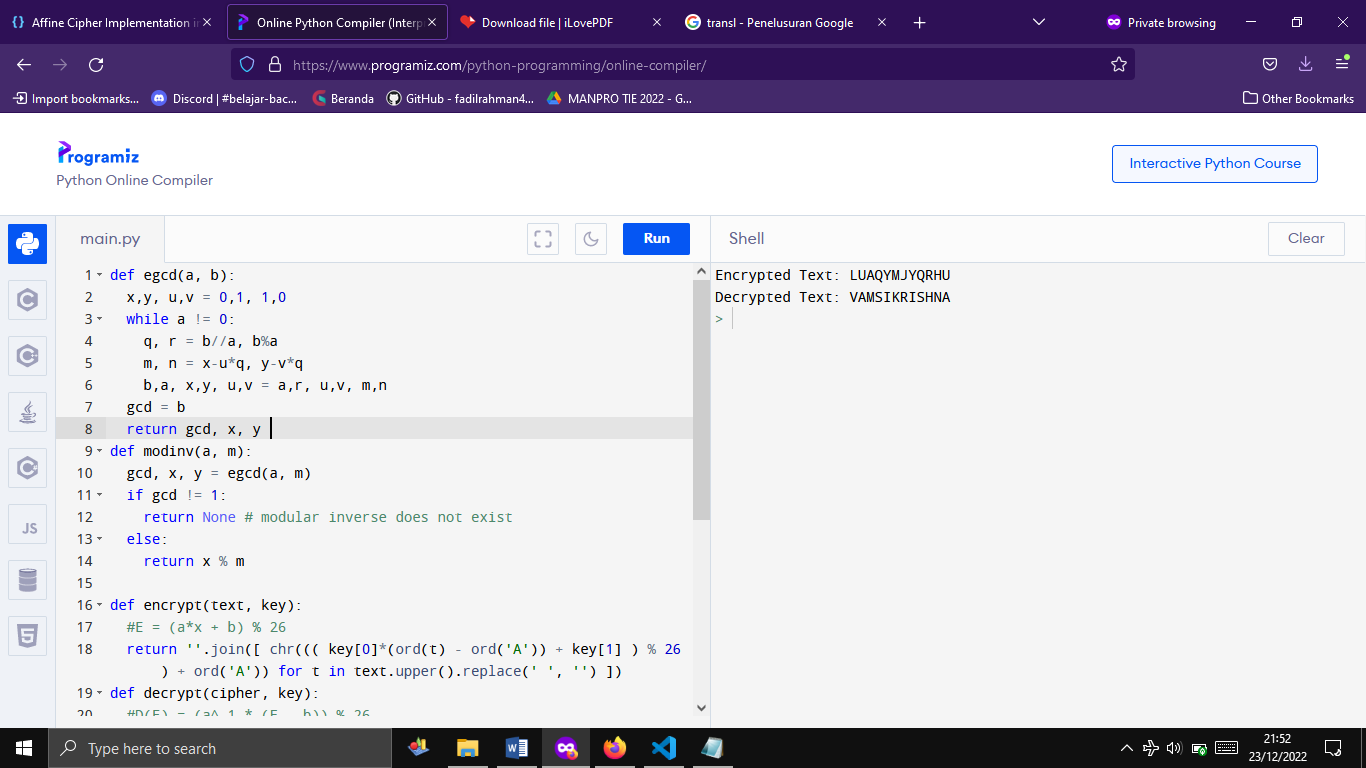 Affine Cipher Implementation in
Online Python Compiler (Interp
Download file | iLovePDF
transl - Penelusuran Google
Private browsing
https://www.programiz.com/python-programming/online-compiler/
Import bookmarks...
Discord | #belajar-bac...
Beranda
GitHub - fadilrahman4...
MANPRO TIE 2022 - G...
Other Bookmarks
Programiz
Python Online Compiler
Interactive Python Course
main.py
Run
Shell
Clear
1 def egcd(a, b):
2 x,y, u,v = 0,1, 1,0
3 while a != 0:
4 q, r = b//a, b%a
5 m, n = x-u*q, y-v*q
6 b,a, x,y, u,v = a,r, u,v, m,n
7 gcd = b
8 return gcd, x, y
9 def modinv(a, m):
10 gcd, x, y = egcd(a, m)
11 if gcd != 1:
12 return None # modular inverse does not exist
13 else:
14 return x % m
15
16 def encrypt(text, key):
17 #E = (a*x + b) % 26
18 return ''.join([ chr((( key[0]*(ord(t) - ord('A')) + key[1] ) % 26
) + ord('A')) for t in text.upper().replace(' ', '') ])
19 def decrypt(cipher, key):
20 #D(E) = (a^-1 * (E - b)) % 26
Encrypted Text: LUAQYMJYQRHU
Decrypted Text: VAMSIKRISHNA
>
JS
Type here to search
21:52
23/12/2022